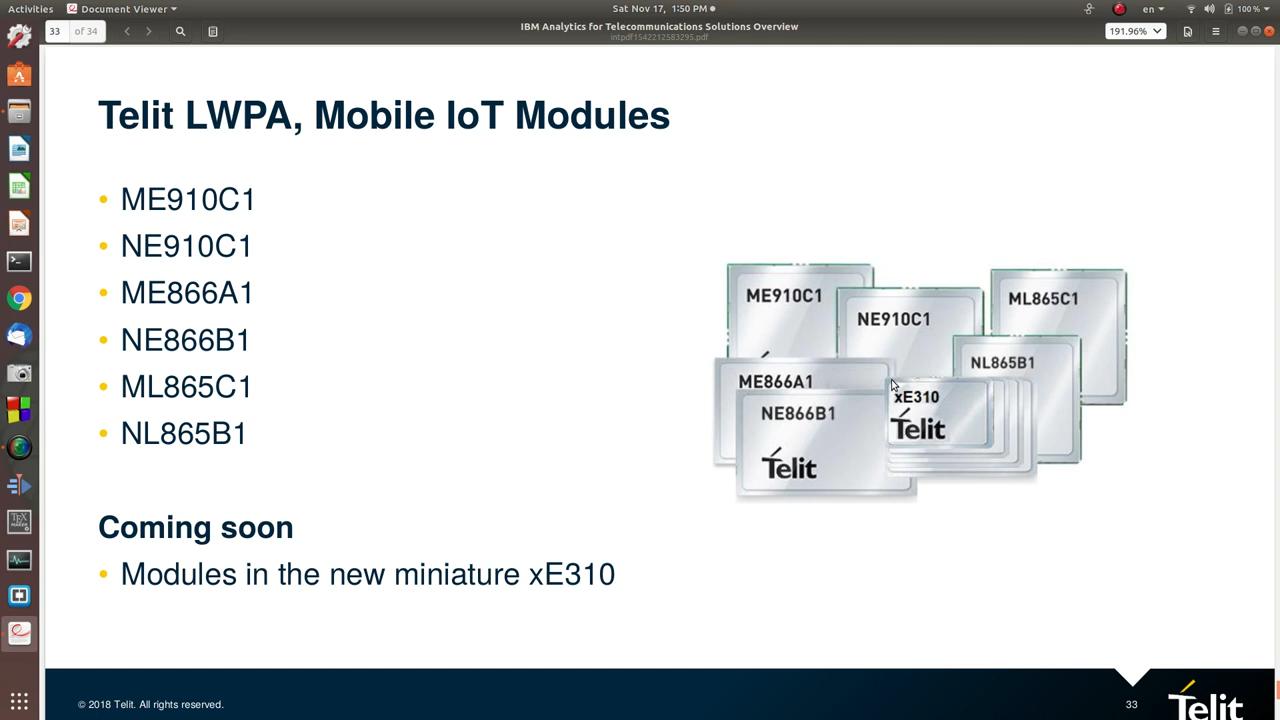 Activities
Document Viewer
Sat Nov 17, 1:50 PM
en
100 %
33
of 34
IBM Analytics for Telecommunications Solutions Overview
intpdf1542212583295.pdf
191.96%
Telit LWPA, Mobile IoT Modules
• ME910C1
• NE910C1
• ME866A1
• NE866B1
• ML865C1
• NL865B1
ME910C1
NE910C1
ML865C1
NL865B1
ME866A1
NE866B1
Telit
xE310
Telit
Coming soon
• Modules in the new miniature xE310
© 2018 Telit. All rights reserved.
33
Telit